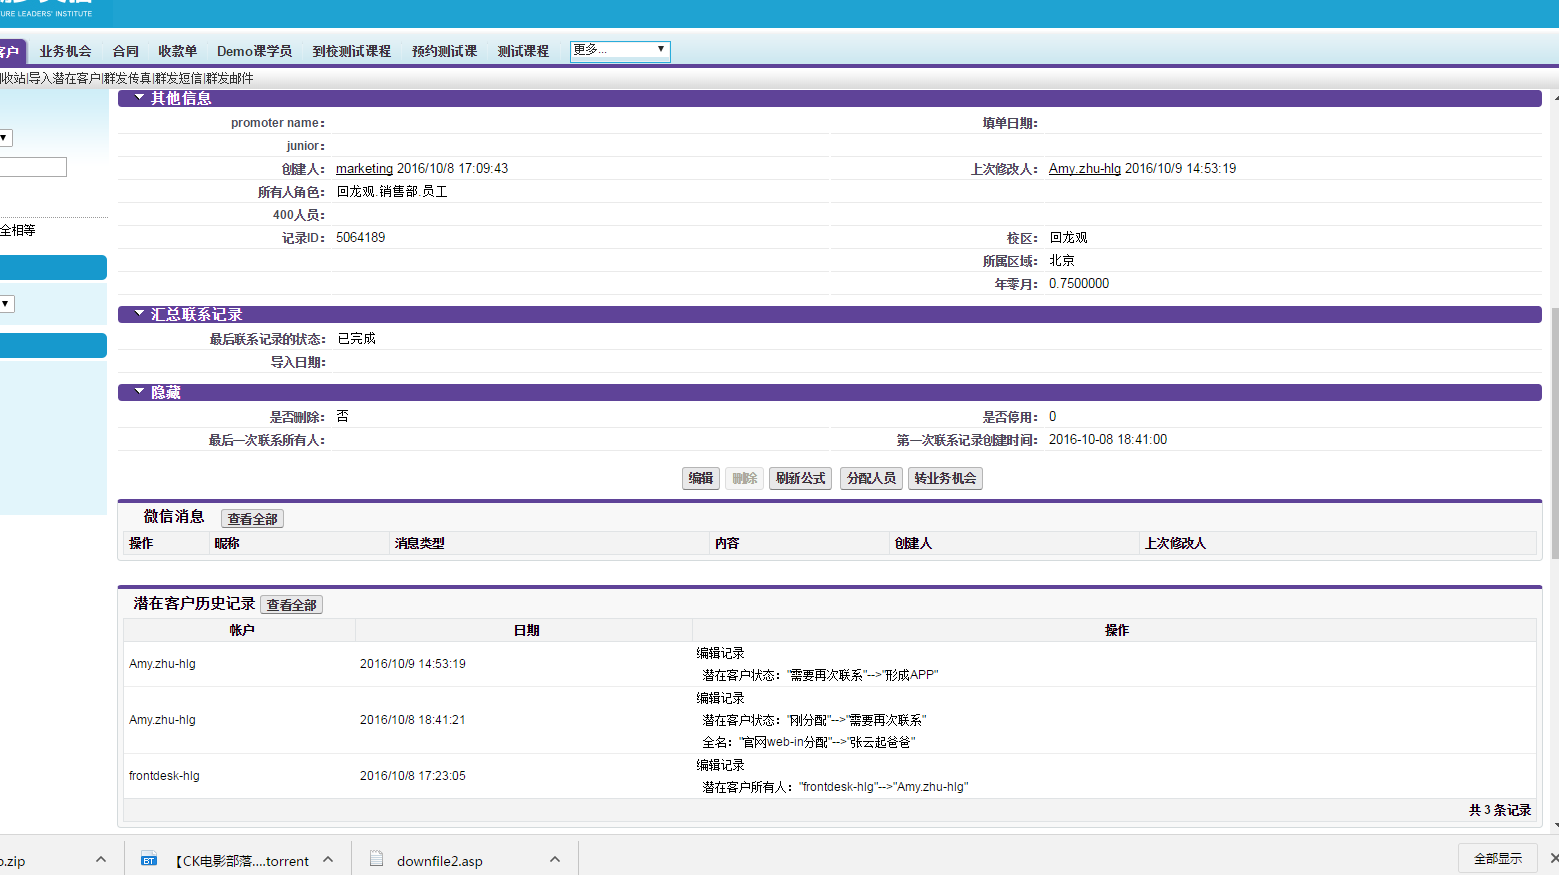 URE LEADERS' INSTITUTE
客户 业务机会 合同 收款单 Demo课学员 到校测试课程 预约测试课 测试课程 更多...
收站|导入潜在客户|群发传真|群发短信|群发邮件
其他信息
promoter name: 填单日期:
junior:
创建人: marketing 2016/10/8 17:09:43 上次修改人: Amy.zhu-hlg 2016/10/9 14:53:19
所有人角色: 回龙观.销售部.员工
400人员:
全相等
记录ID: 5064189 校区: 回龙观
所属区域: 北京
年零月: 0.7500000
汇总联系记录
最后联系记录的状态: 已完成
导入日期:
隐藏
是否删除: 否 是否停用: 0
最后一次联系所有人: 第一次联系记录创建时间: 2016-10-08 18:41:00
编辑 删除 刷新公式 分配人员 转业务机会
微信消息 查看全部
操作 昵称 消息类型 内容 创建人 上次修改人
潜在客户历史记录 查看全部
帐户 日期 操作
编辑记录
Amy.zhu-hlg 2016/10/9 14:53:19
潜在客户状态: "需要再次联系"-->"形成APP"
编辑记录
Amy.zhu-hlg 2016/10/8 18:41:21 潜在客户状态: "刚分配"-->"需要再次联系"
全名: "官网web-in分配"-->"张云起爸爸"
编辑记录
frontdesk-hlg 2016/10/8 17:23:05
潜在客户所有人: "frontdesk-hlg"-->"Amy.zhu-hlg"
共 3 条记录
.zip 【CK电影部落....torrent downfile2.asp 全部显示